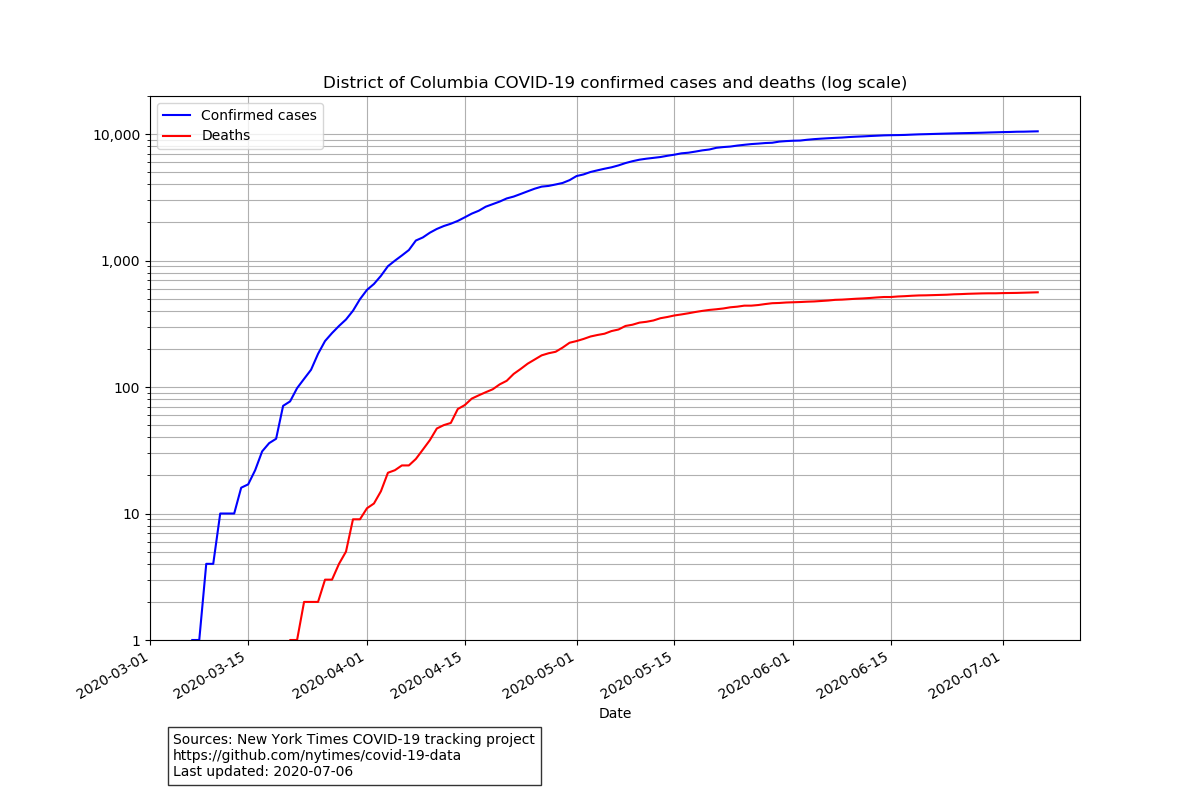 District of Columbia COVID-19 confirmed cases and deaths (log scale)
Confirmed cases
Deaths
10,000
1,000
100
10
1
2020-03-01
2020-03-15
2020-04-01
2020-04-15
2020-05-01
2020-05-15
2020-06-01
2020-06-15
2020-07-01
Date
Sources: New York Times COVID-19 tracking project
https://github.com/nytimes/covid-19-data
Last updated: 2020-07-06